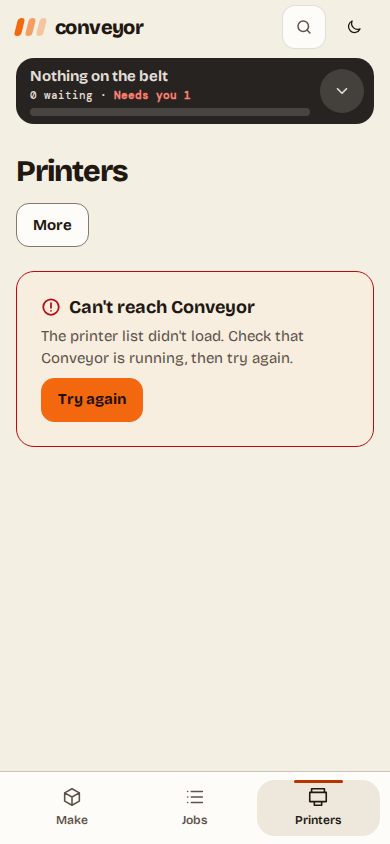 conveyor
Nothing on the belt
0 waiting · Needs you 1
Printers
More
Can't reach Conveyor
The printer list didn't load. Check that
Conveyor is running, then try again.
Try again
Make
Jobs
Printers